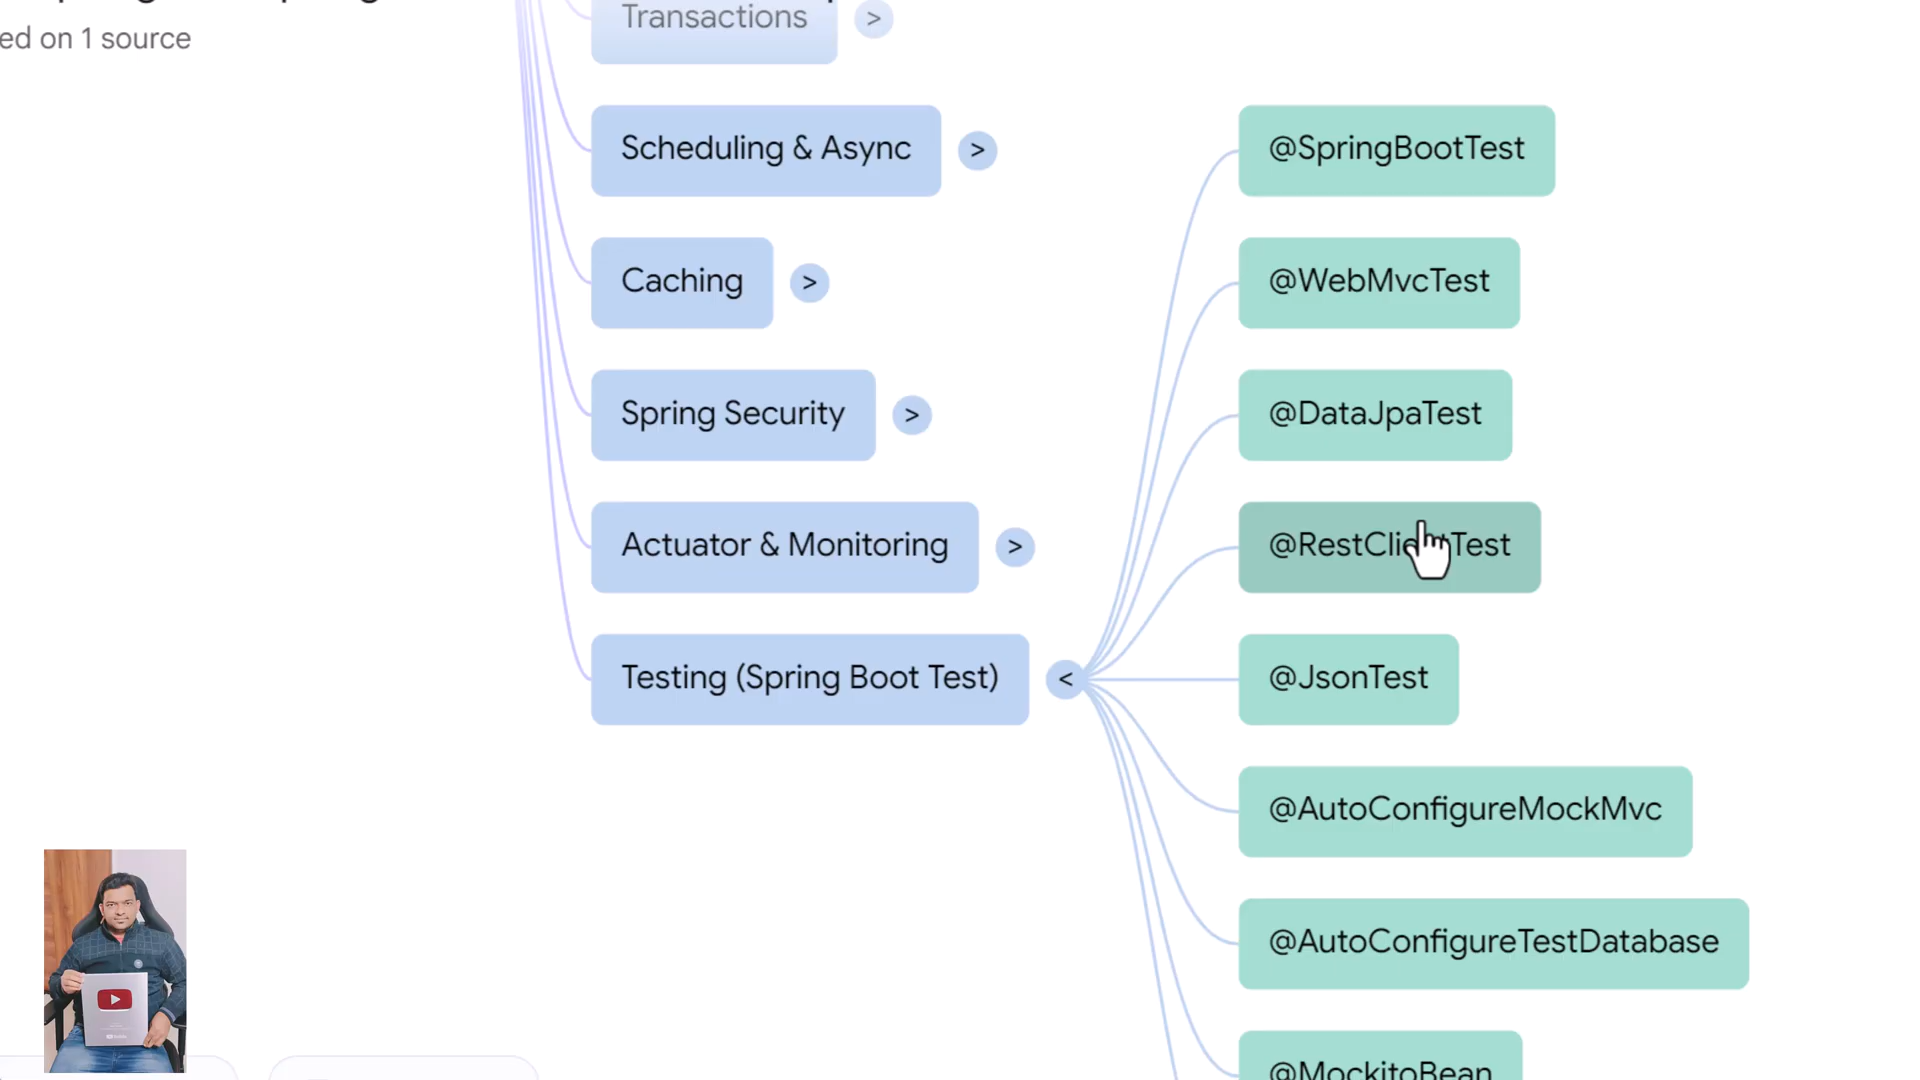 ed on 1 source
Transactions
>
Scheduling & Async
>
Caching
>
Spring Security
>
Actuator & Monitoring
>
Testing (Spring Boot Test)
<
@SpringBootTest
@WebMvcTest
@DataJpaTest
@RestClientTest
@JsonTest
@AutoConfigureMockMvc
@AutoConfigureTestDatabase
@MockitoBean